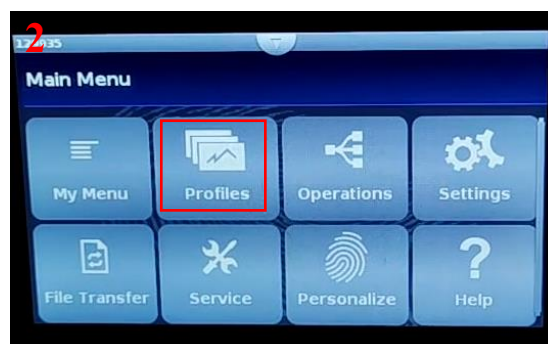 2
Main Menu
My Menu
Profiles
Operations
Settings
File Transfer
Service
Personalize
Help
?